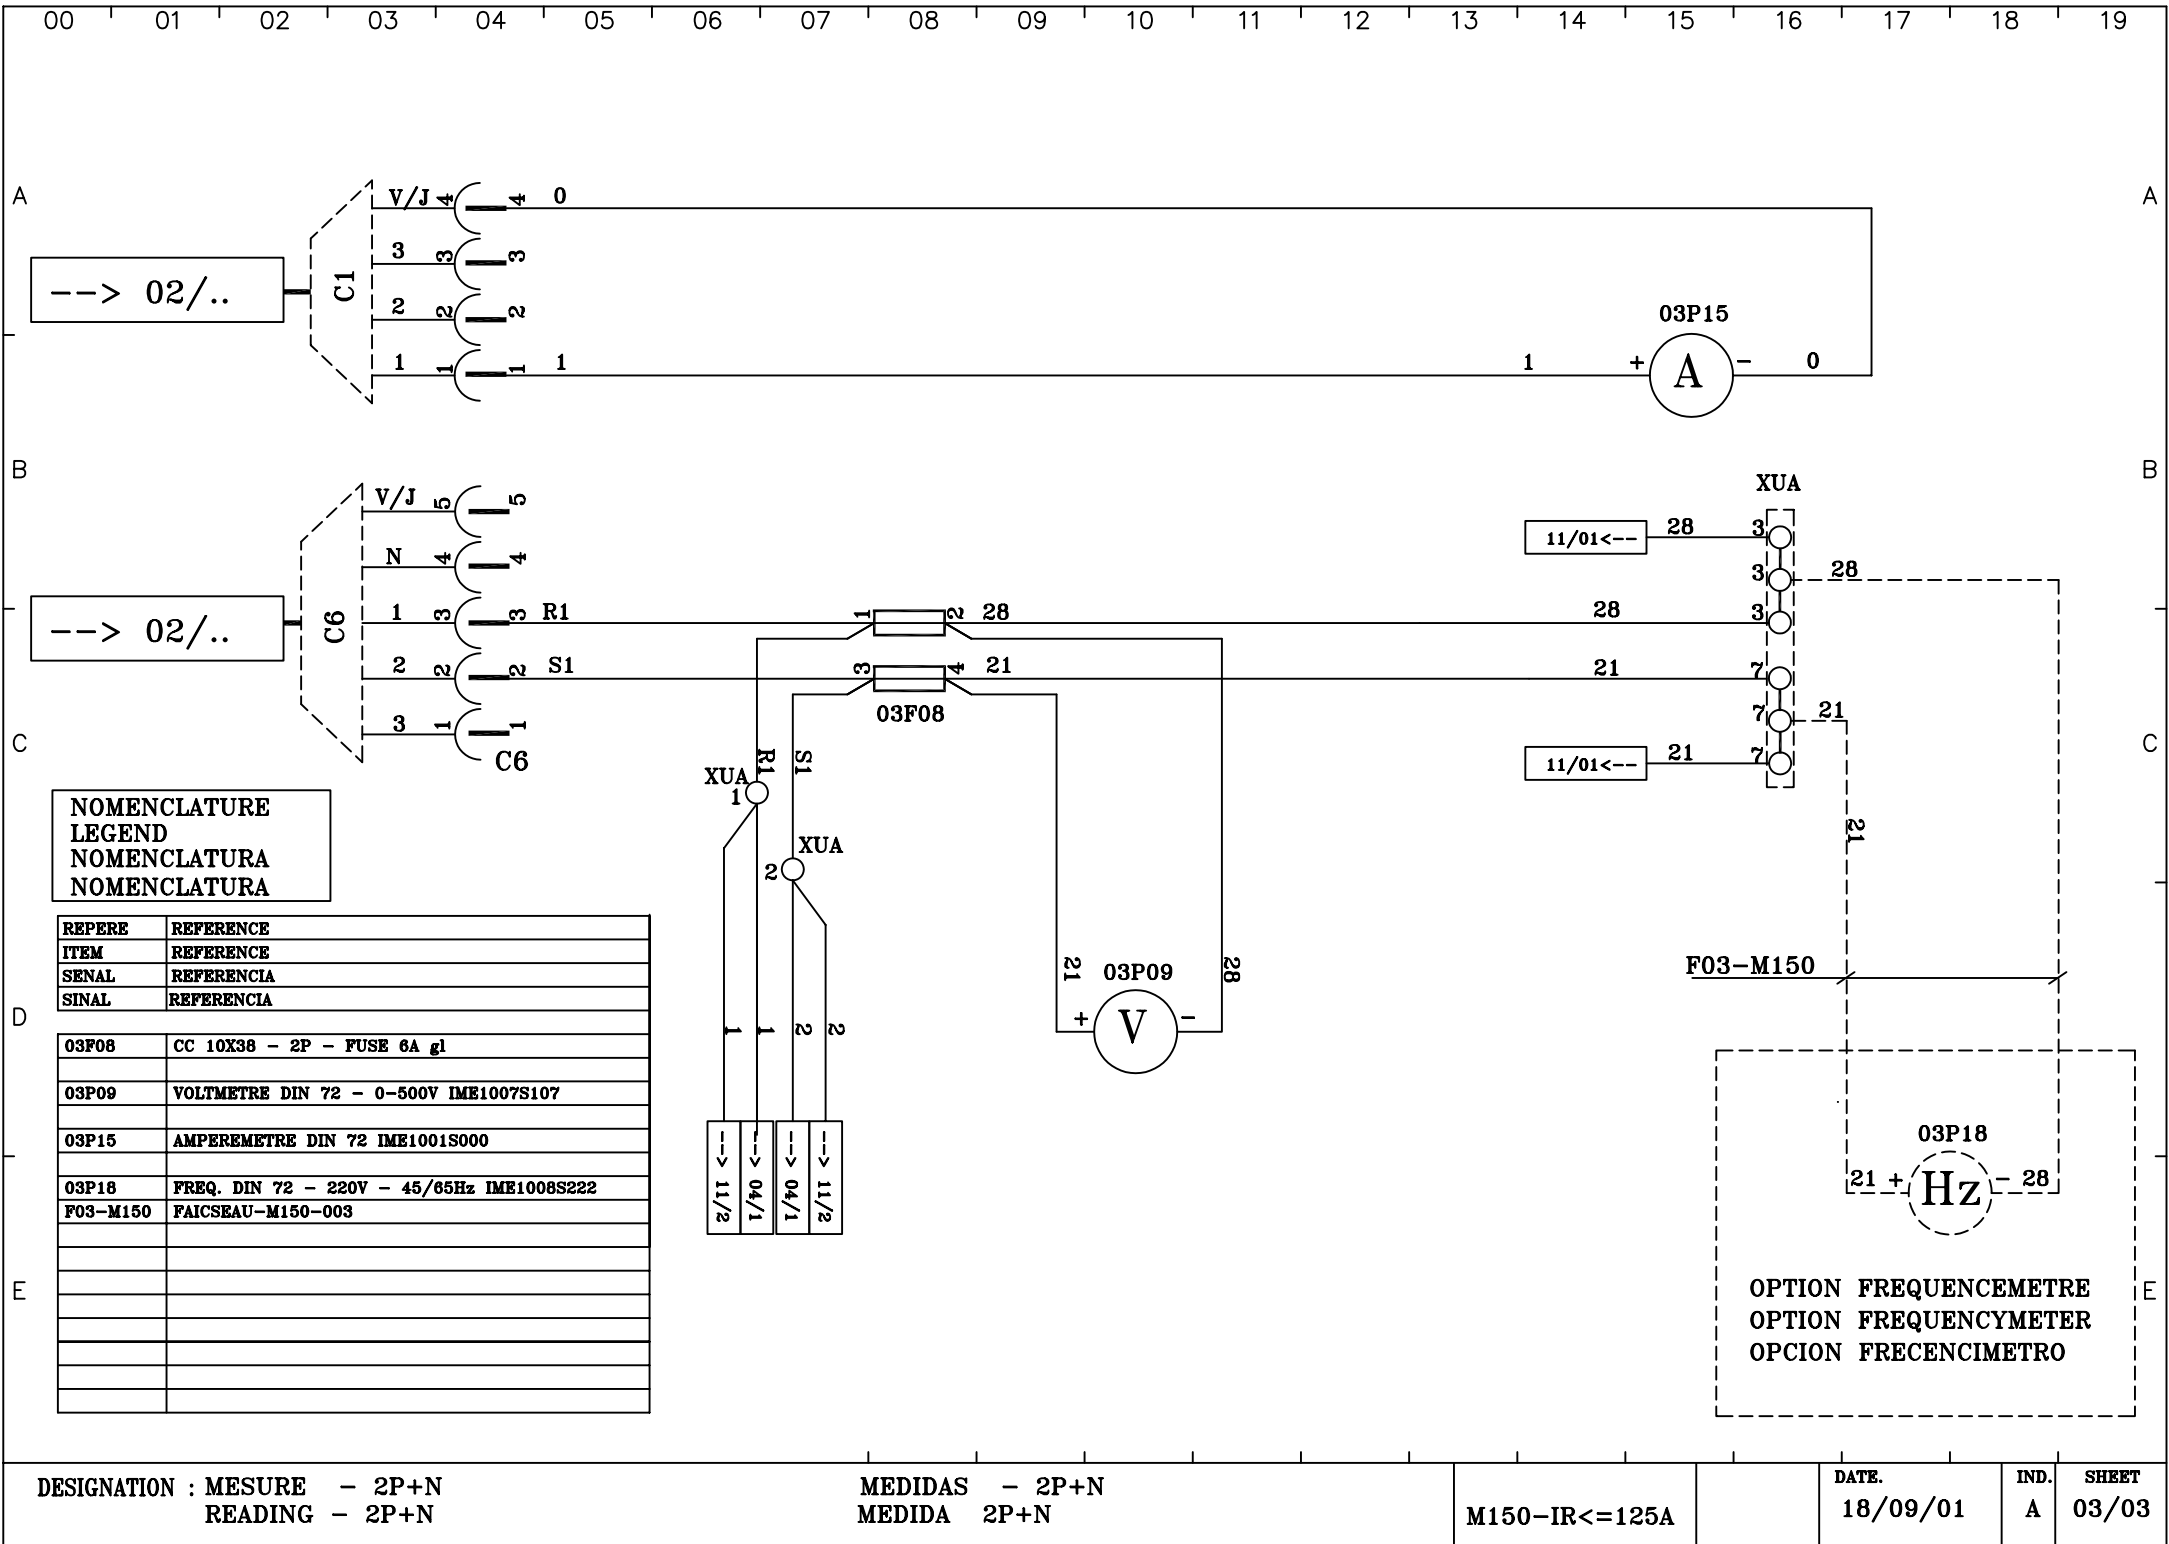 00 01 02 03 04 05 06 07 08 09 10 11 12 13 14 15 16 17 18 19
A V/J 4 4 0 A
3 3 3
--> 02/.. C1
2 2 2
03P15
1 1 1 1 1 + A - 0
B B
XUA
V/J 5 5
11/01<-- 28 3
N 4 4
3 28
1 3 3 R1 1 2 28 28 3
--> 02/.. C6
2 2 2 S1 3 4 21 21 7
03F08
7 21
3 1 1
C C
C6
R1 S1
11/01<-- 21 7
XUA
1
NOMENCLATURE
LEGEND
NOMENCLATURA
NOMENCLATURA
XUA
2
21
REPERE REFERENCE
ITEM REFERENCE
SENAL REFERENCIA
SINAL REFERENCIA
21 03P09 28
F03-M150
D D
+ V -
1 1 2 2
03F08 CC 10X38 - 2P - FUSE 6A gl
03P09 VOLTMETRE DIN 72 - 0-500V IME1007S107
03P15 AMPEREMETRE DIN 72 IME1001S000
03P18 FREQ. DIN 72 - 220V - 45/65Hz IME1008S222
F03-M150 FAICSEAU-M150-003
--> 11/2
--> 04/1
--> 04/1
--> 11/2
03P18
21 + Hz - 28
E E
OPTION FREQUENCEMETRE
OPTION FREQUENCYMETER
OPCION FRECENCIMETRO
DESIGNATION : MESURE - 2P+N
READING - 2P+N
MEDIDAS - 2P+N
MEDIDA 2P+N
M150-IR<=125A
DATE.
18/09/01
IND.
A
SHEET
03/03